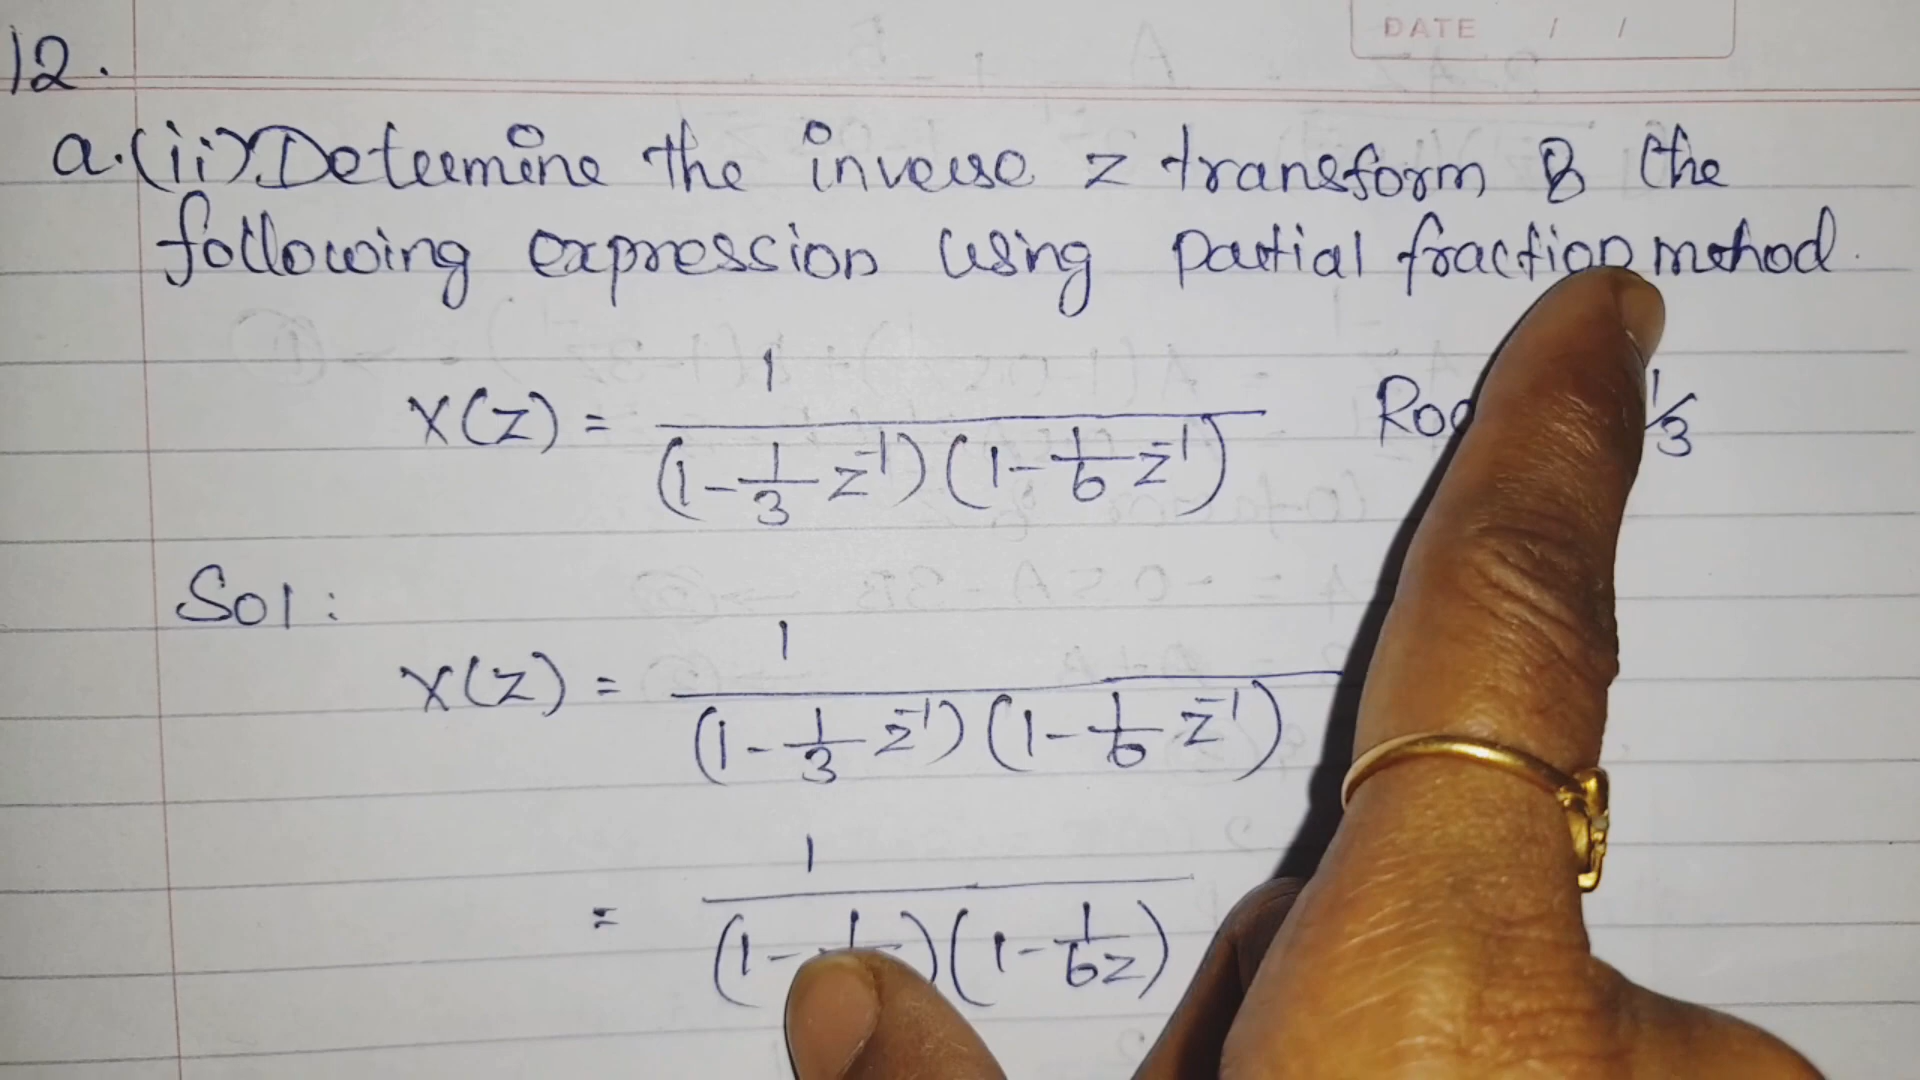 DATE / /
12.
a.(ii) Determine the inverse z transform of the
following expression using partial fraction method.
X(z) = 1 / (1 - 1/3 z^-1)(1 - 1/6 z^-1) 1/3
Sol:
X(z) = 1 / (1 - 1/3 z^-1)(1 - 1/6 z^-1)
= 1 / (1 - 1 )(1 - 1/6z)